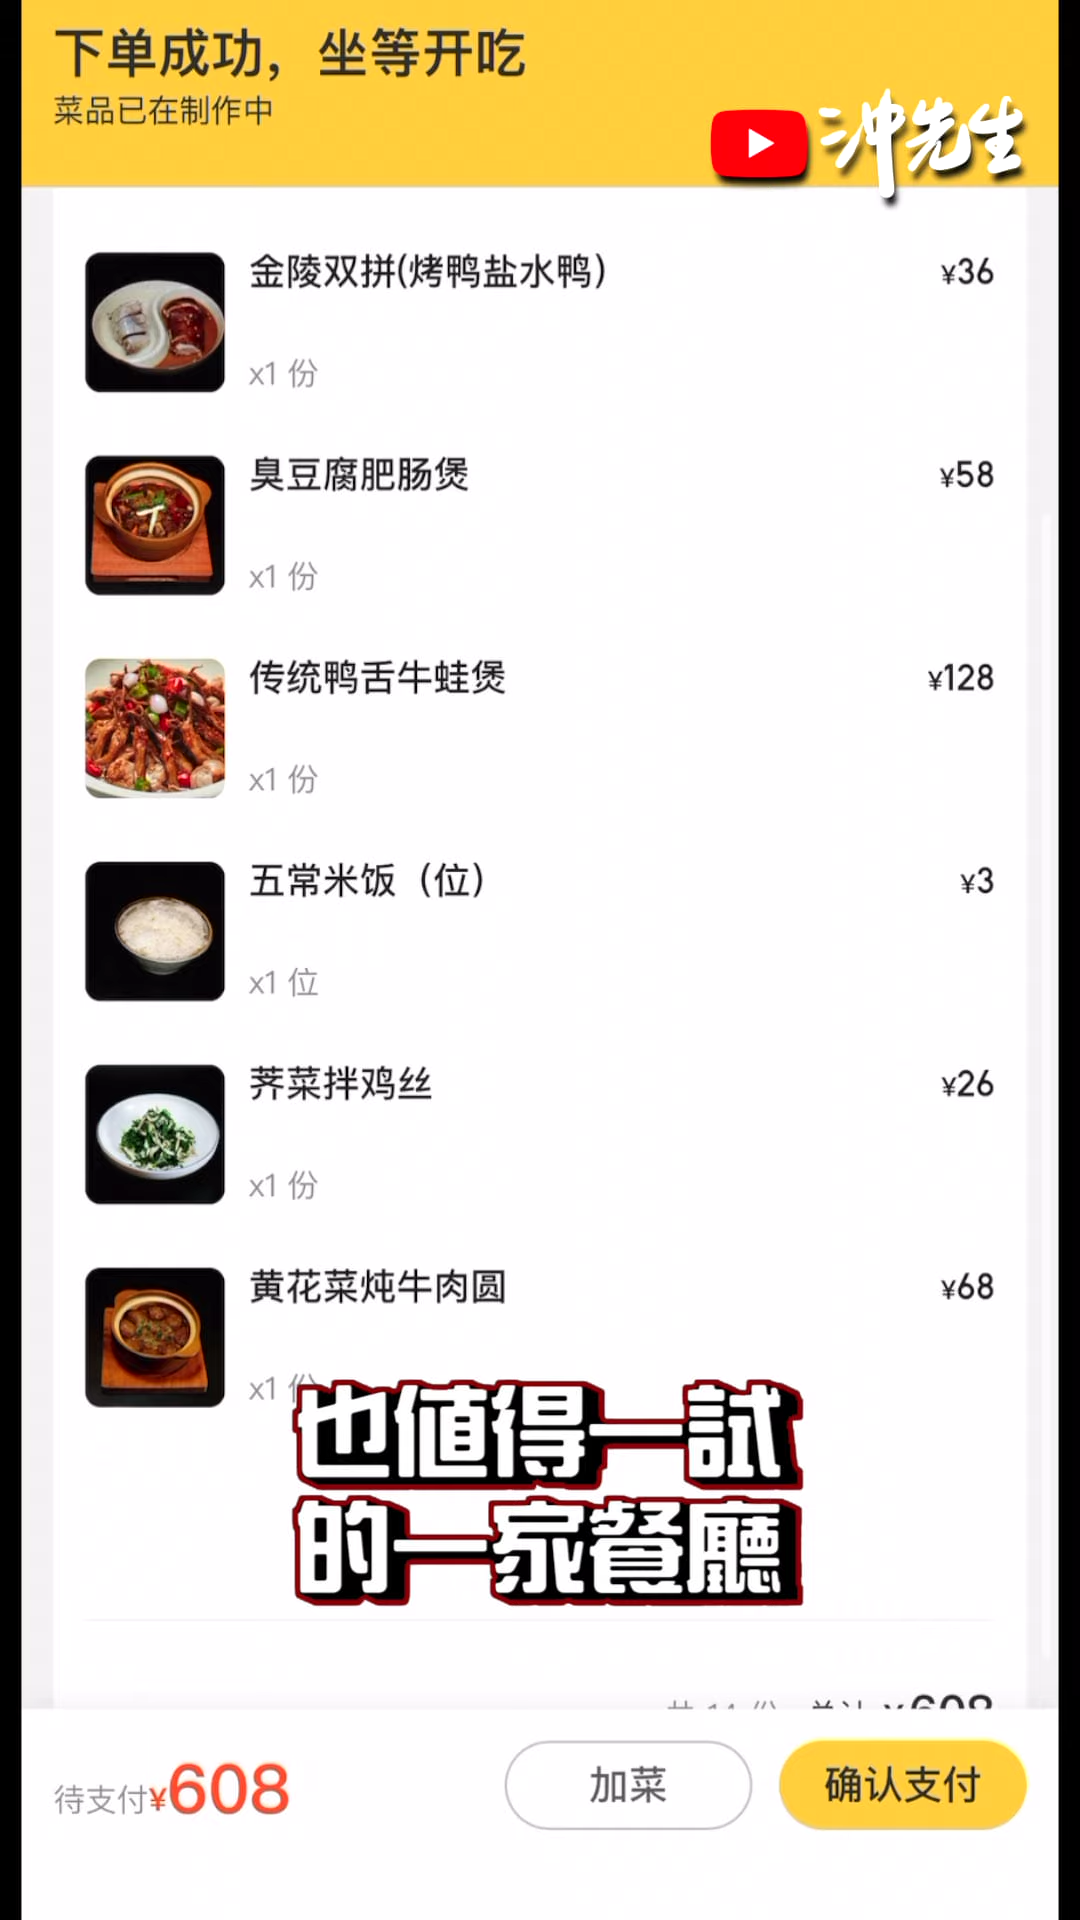 下单成功，坐等开吃
菜品已在制作中
沖先生
金陵双拼(烤鸭盐水鸭)
¥36
x1 份
臭豆腐肥肠煲
¥58
x1 份
传统鸭舌牛蛙煲
¥128
x1 份
五常米饭（位）
¥3
x1 位
荠菜拌鸡丝
¥26
x1 份
黄花菜炖牛肉圆
¥68
x1 份
也值得一試
的一家餐廳
¥608
待支付¥608
加菜
确认支付